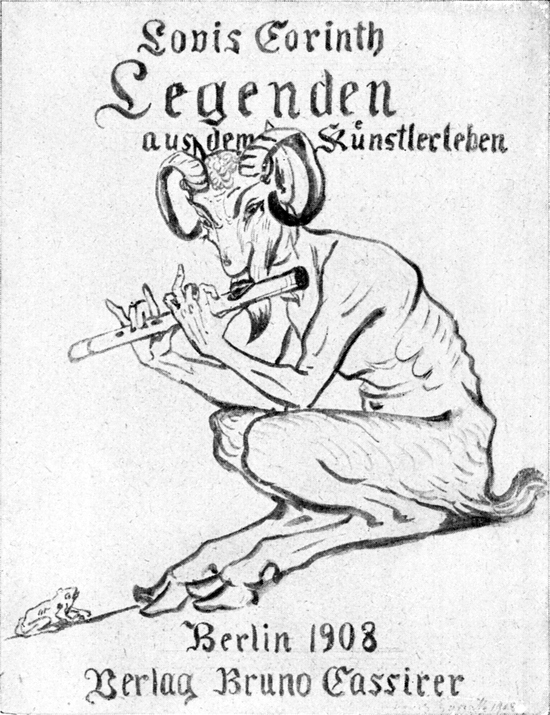 Lovis Corinth
Legenden
aus dem Künstlerleben
Berlin 1908
Verlag Bruno Cassirer